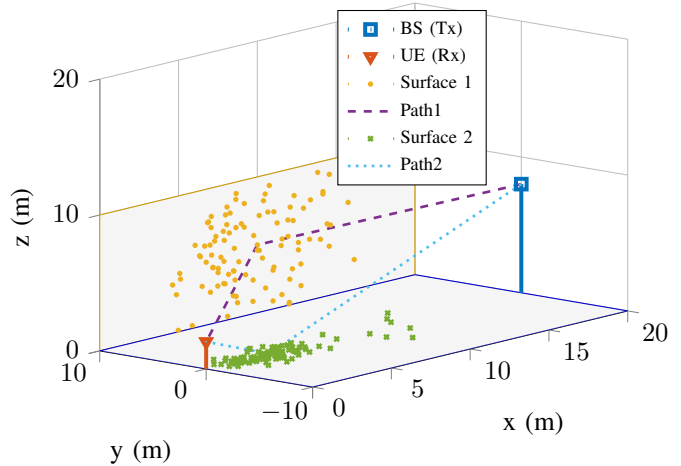 BS (Tx)
UE (Rx)
Surface 1
Path1
Surface 2
Path2
20
10
0
z (m)
10
0
−10
y (m)
0
5
10
15
20
x (m)